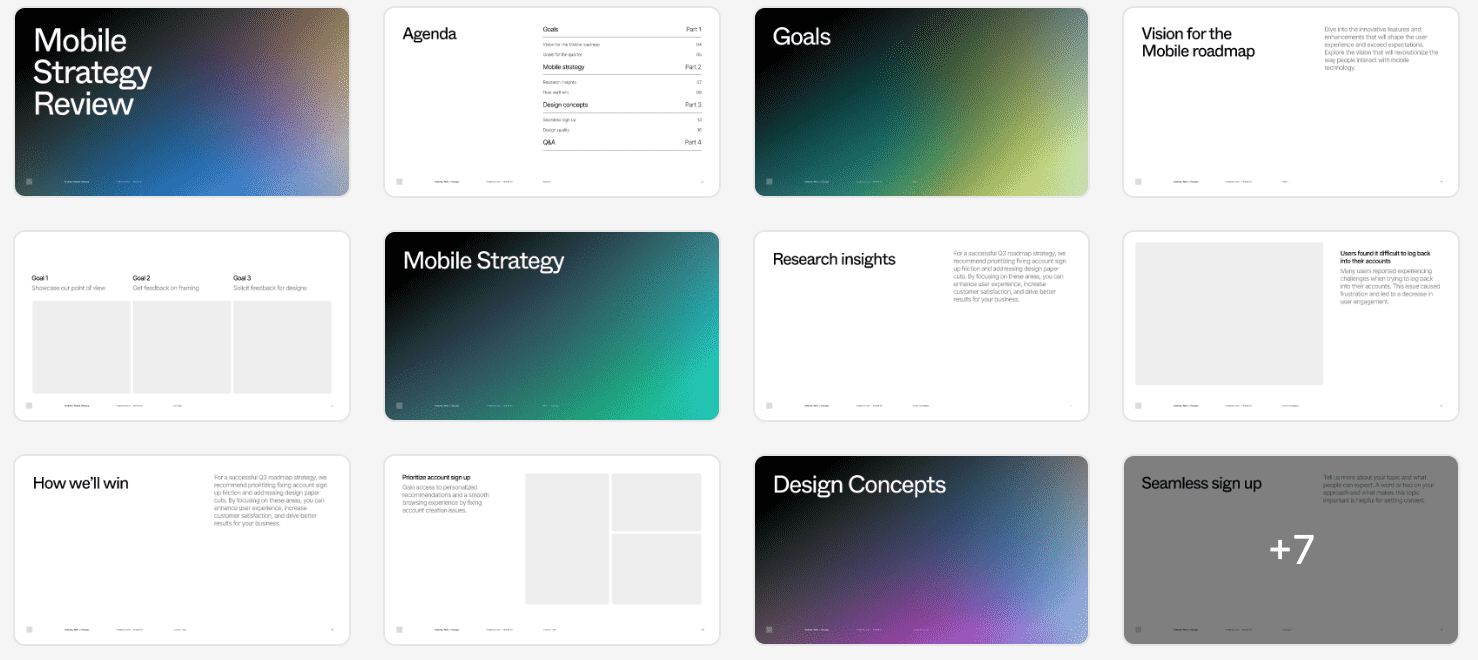 Mobile
Strategy
Review
Agenda
Goals Part 1
Vision for the Mobile roadmap 04
Goals for the quarter 05
Mobile strategy Part 2
Research insights 07
How we'll win 09
Design concepts Part 3
Seamless sign up 13
Design quality 16
Q&A Part 4
Goals
Vision for the
Mobile roadmap
Dive into the innovative features and
enhancements that will shape the user
experience and exceed expectations.
Explore the vision that will revolutionize the
way people interact with mobile
technology.
Goal 1
Showcase our point of view
Goal 2
Get feedback on framing
Goal 3
Solicit feedback for designs
Mobile Strategy
Research insights
For a successful Q3 roadmap strategy, we
recommend prioritizing fixing account sign
up friction and addressing design paper
cuts. By focusing on these areas, you can
enhance user experience, increase
customer satisfaction, and drive better
results for your business.
Users found it difficult to log back
into their accounts
Many users reported experiencing
challenges when trying to log back
into their accounts. This issue caused
frustration and led to a decrease in
user engagement.
How we'll win
For a successful Q3 roadmap strategy, we
recommend prioritizing fixing account sign
up friction and addressing design paper
cuts. By focusing on these areas, you can
enhance user experience, increase
customer satisfaction, and drive better
results for your business.
Prioritize account sign up
Gain access to personalized
recommendations and a smooth
browsing experience by fixing
account creation issues.
Design Concepts
Seamless sign up
Tell us more about your topic and what
people can expect. A word or two on your
approach and what makes this topic
important is helpful for setting context.
+7